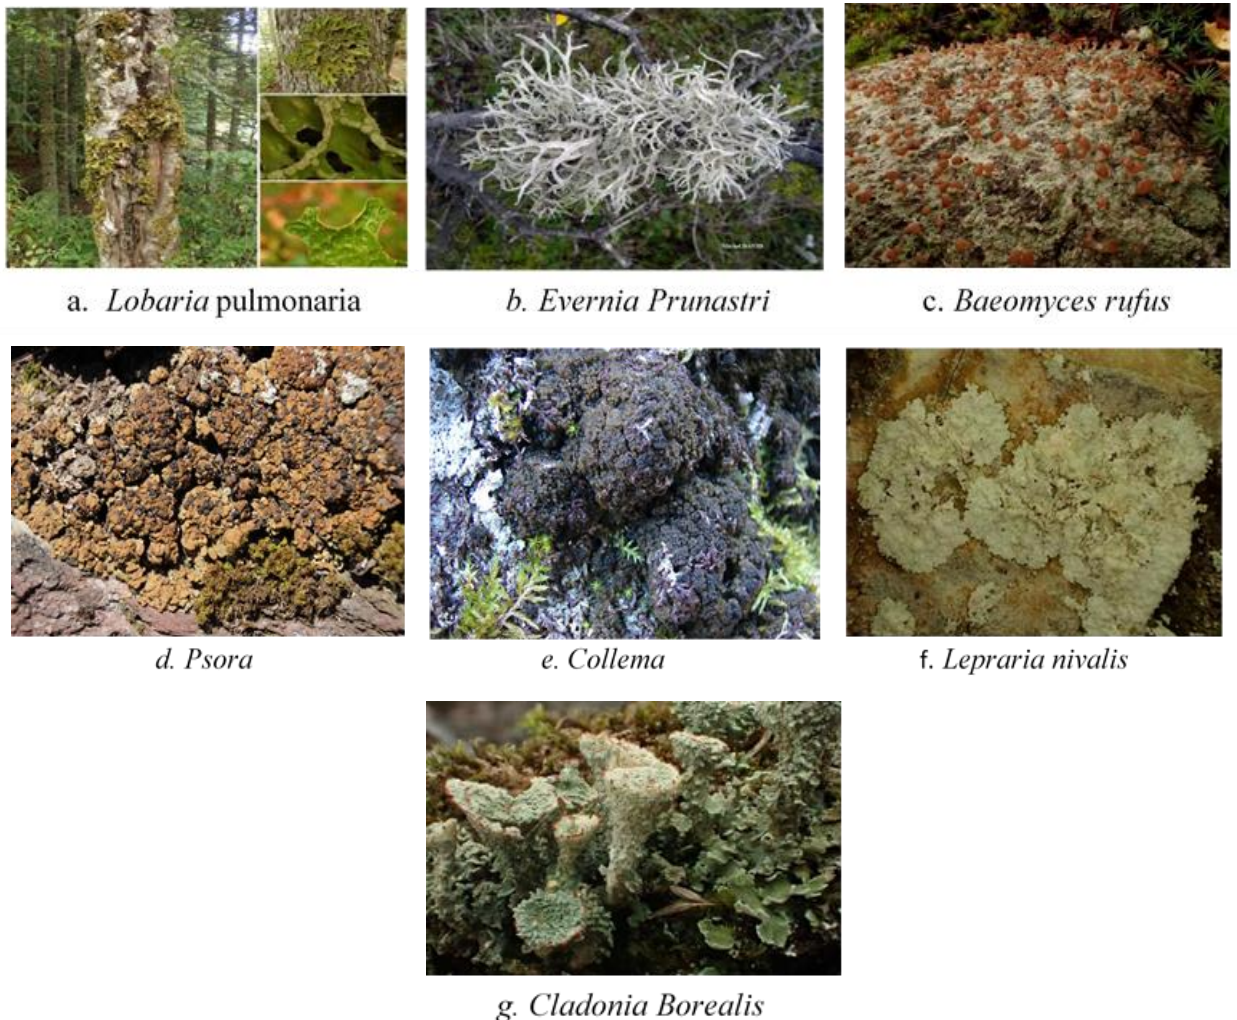 a. Lobaria pulmonaria
b. Evernia Prunastri
c. Baeomyces rufus
d. Psora
e. Collema
f. Lepraria nivalis
g. Cladonia Borealis